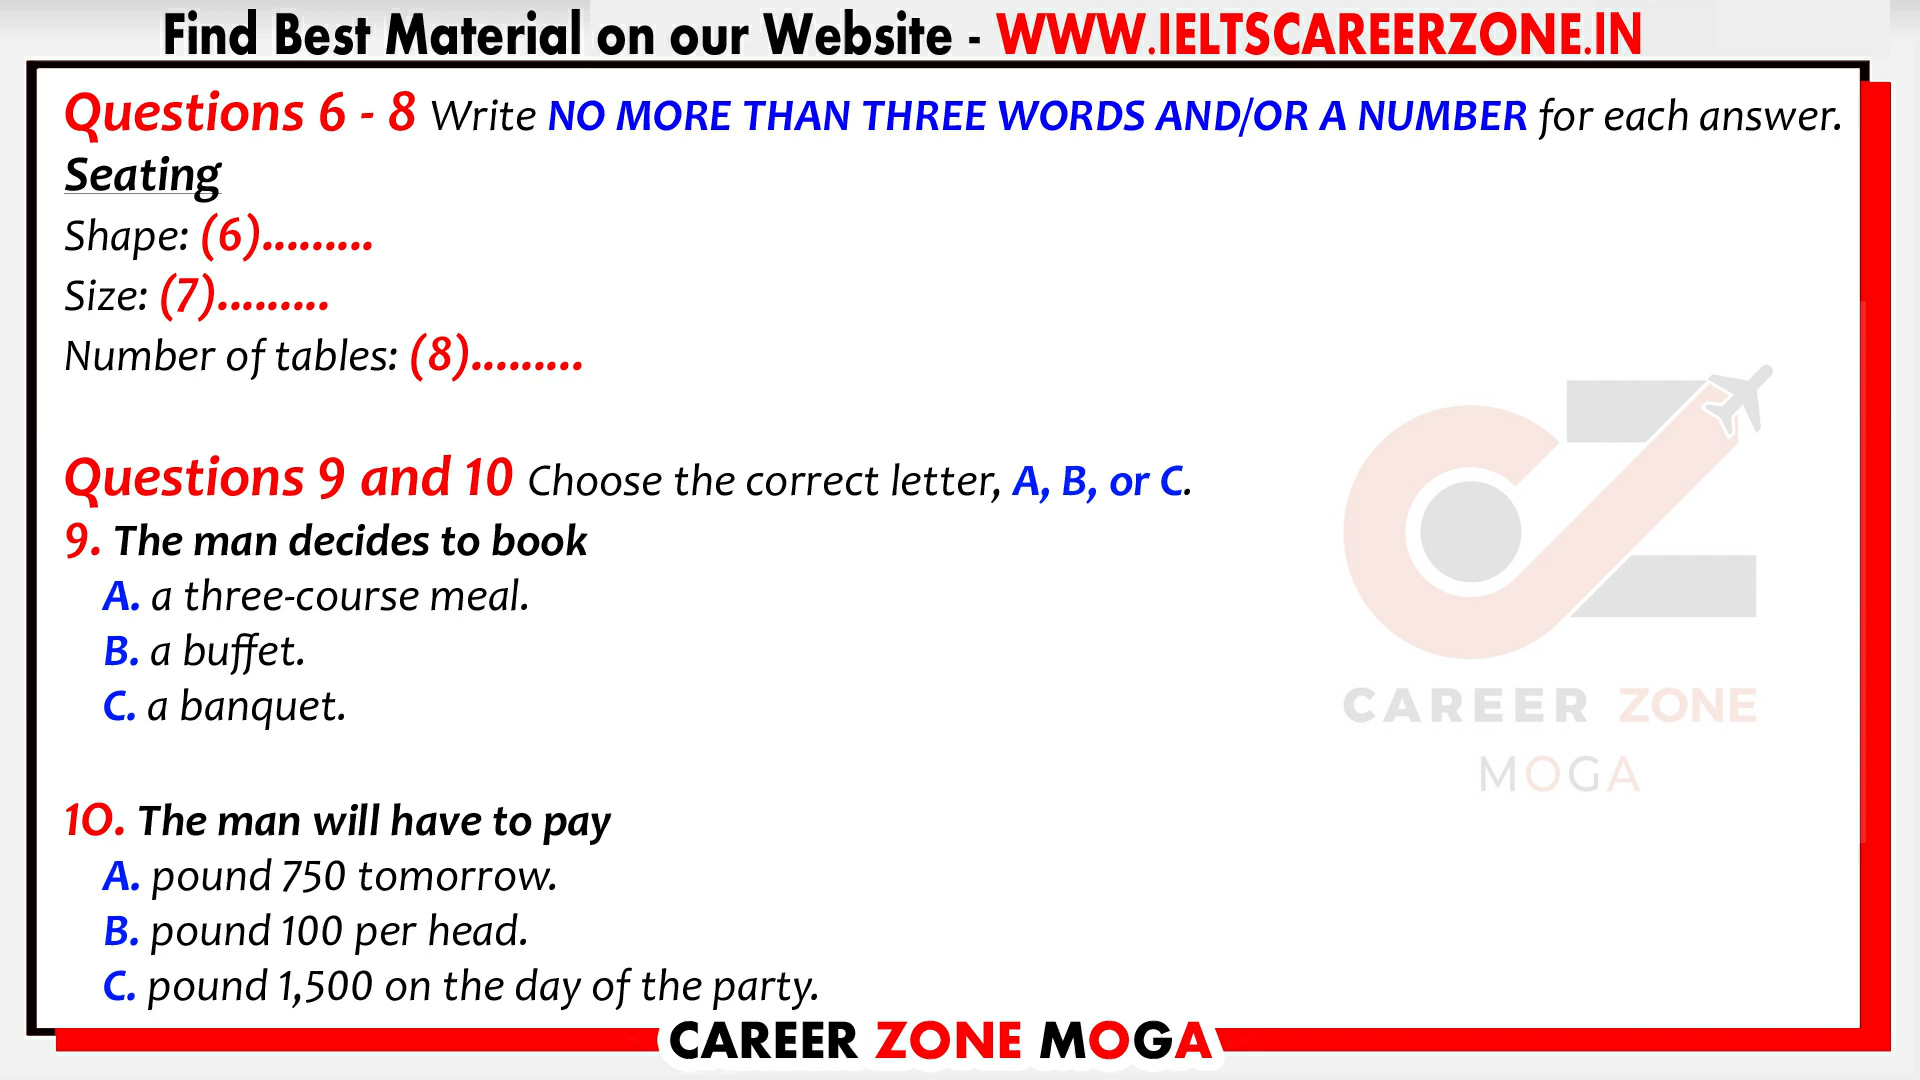 Find Best Material on our Website - WWW.IELTSCAREERZONE.IN
Questions 6 - 8 Write NO MORE THAN THREE WORDS AND/OR A NUMBER for each answer.
Seating
Shape: (6).........
Size: (7).........
Number of tables: (8).........
Questions 9 and 10 Choose the correct letter, A, B, or C.
9. The man decides to book
A. a three-course meal.
B. a buffet.
C. a banquet.
10. The man will have to pay
A. pound 750 tomorrow.
B. pound 100 per head.
C. pound 1,500 on the day of the party.
CAREER ZONE
MOGA
CAREER ZONE MOGA